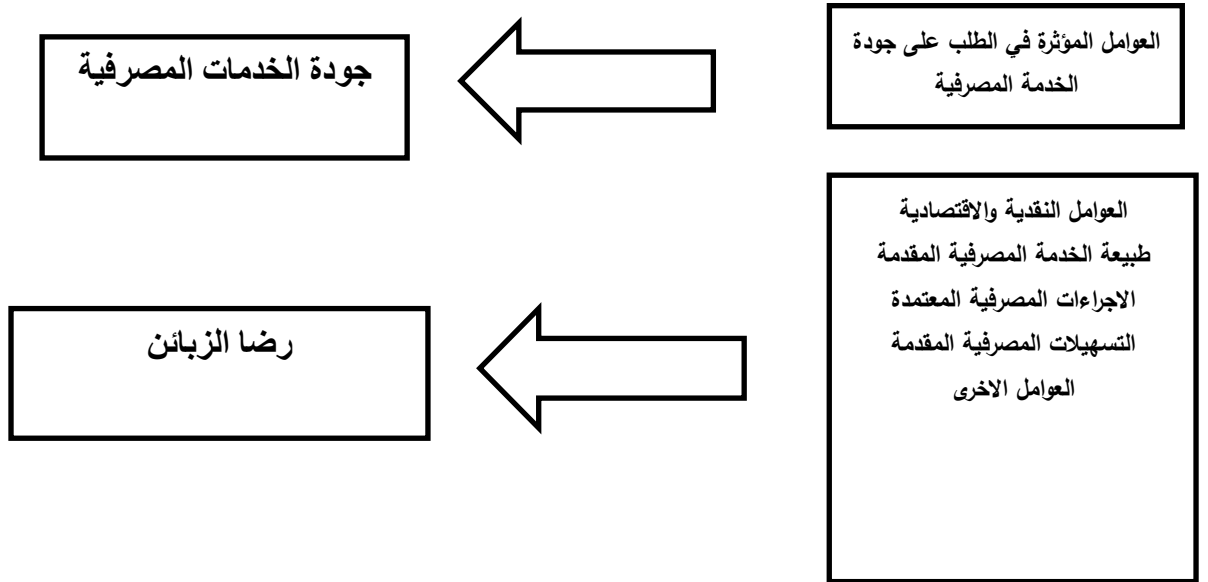 العوامل المؤثرة في الطلب على جودة
الخدمة المصرفية
جودة الخدمات المصرفية
العوامل النقدية والاقتصادية
طبيعة الخدمة المصرفية المقدمة
الاجراءات المصرفية المعتمدة
التسهيلات المصرفية المقدمة
العوامل الاخرى
رضا الزبائن